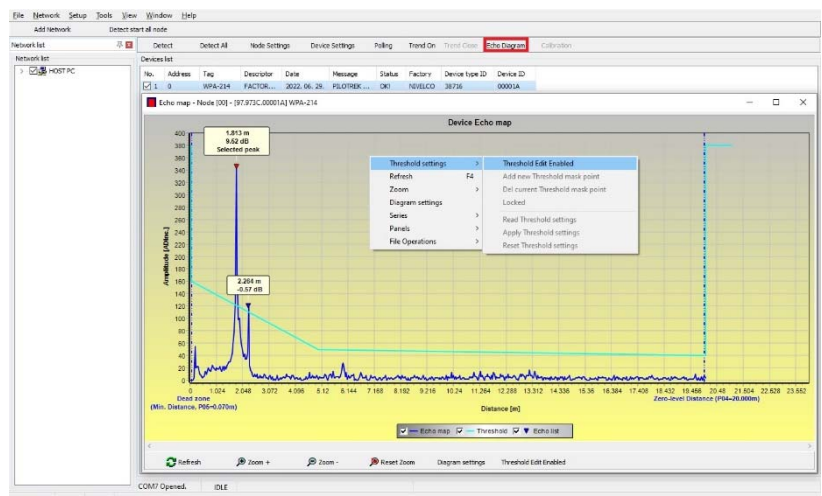 File Network Setup Tools View Window Help
Add Network Detect start all node
Network list Detect Detect All Node Settings Device Settings Polling Trend On Trend Close Echo Diagram Calibration
Network list Devices list
HOST PC No. Address Tag Descriptor Date Message Status Factory Device type ID Device ID
1 0 WPA-214 FACTOR... 2022. 06. 29. PILOTREK ... OK! NIVELCO 38716 00001A
Echo map - Node [00] - [97.973C.00001A] WPA-214
Device Echo map
1.813 m
9.62 dB
Selected peak
2.264 m
-0.57 dB
Threshold settings
Refresh F4
Zoom
Diagram settings
Series
Panels
File Operations
Threshold Edit Enabled
Add new Threshold mask point
Del current Threshold mask point
Locked
Read Threshold settings
Apply Threshold settings
Reset Threshold settings
Amplitude [ADlne.]
400
380
360
340
320
300
280
260
240
220
200
180
160
140
120
100
80
60
40
20
0
1.024 2.048 3.072 4.096 5.12 6.144 7.168 8.192 9.216 10.24 11.264 12.288 13.312 14.336 15.36 16.384 17.408 18.432 19.456 20.48 21.504 22.528 23.552
Dead zone
(Min. Distance, P05=0.070m)
Zero-level Distance (P04=20.000m)
Distance [m]
Echo map Threshold Echo list
Refresh Zoom + Zoom - Reset Zoom Diagram settings Threshold Edit Enabled
COM7 Opened. IDLE